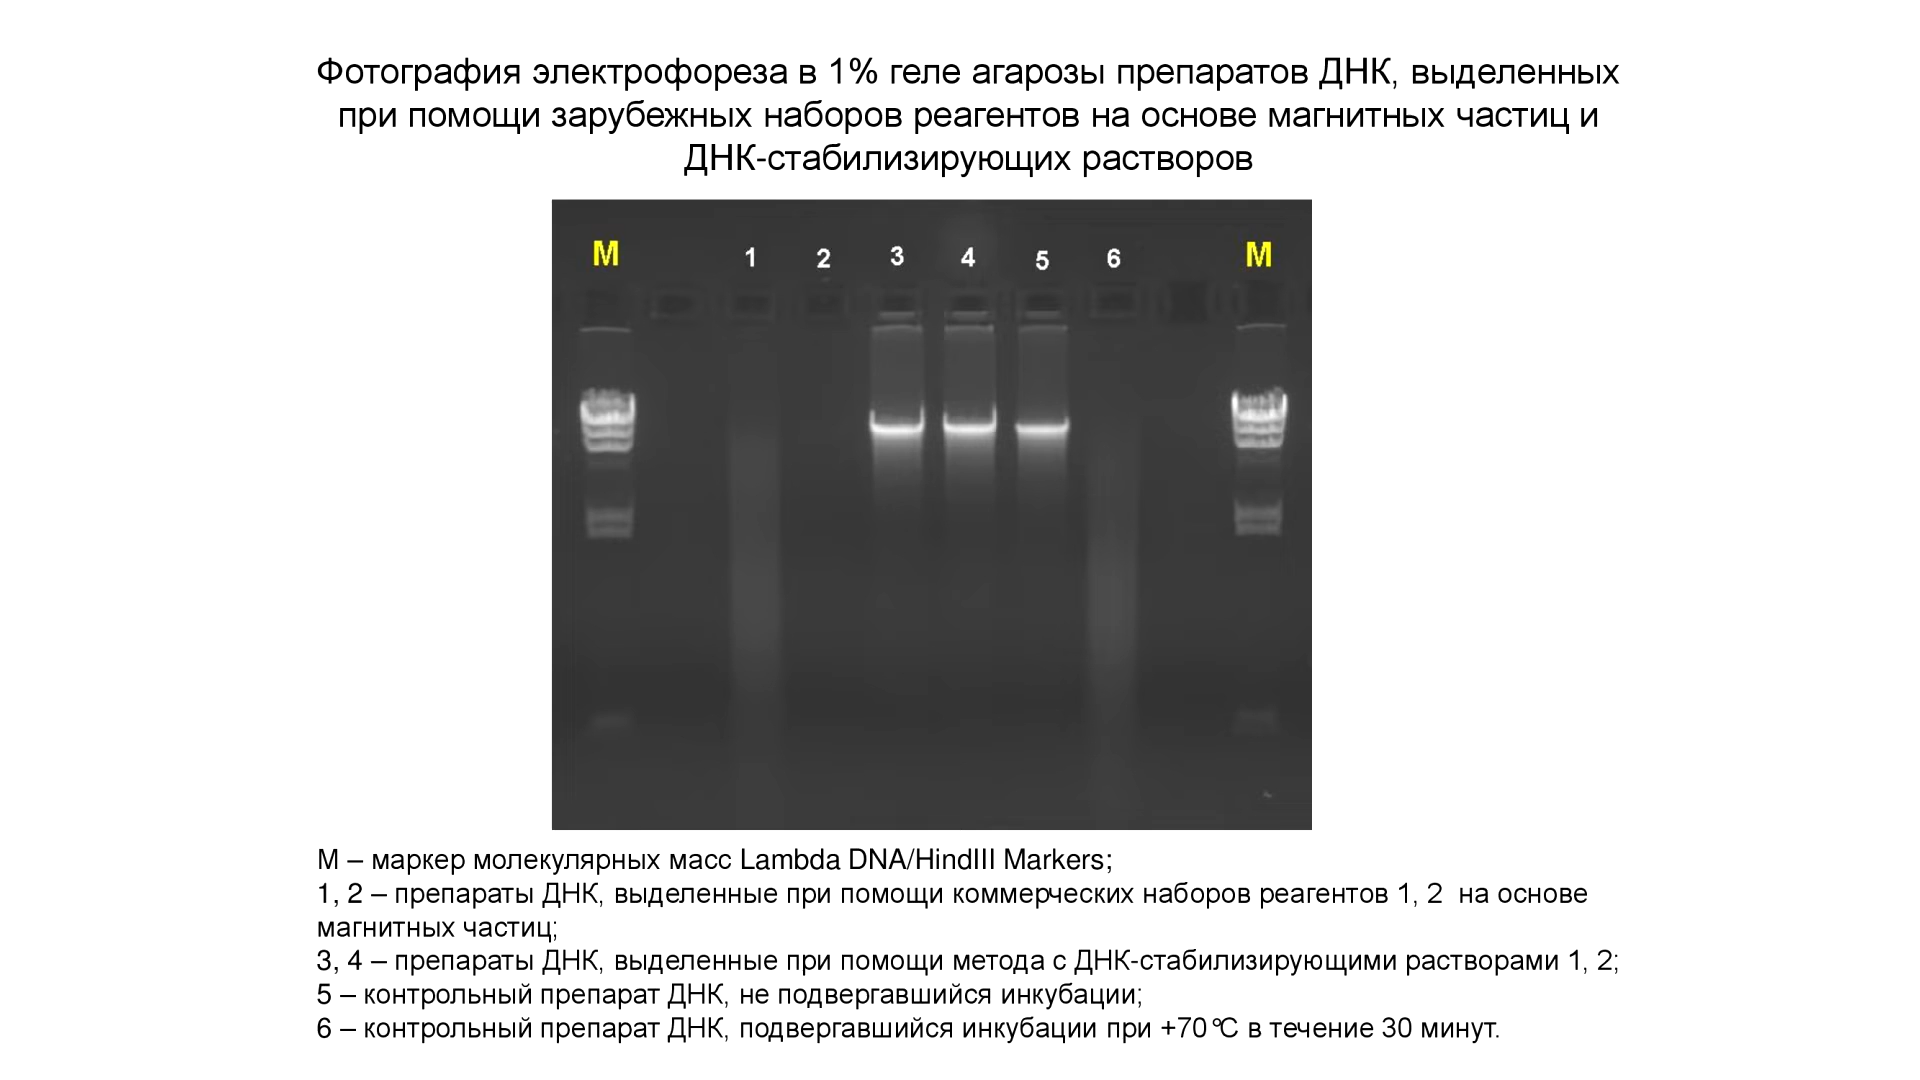 Фотография электрофореза в 1% геле агарозы препаратов ДНК, выделенных
при помощи зарубежных наборов реагентов на основе магнитных частиц и
ДНК-стабилизирующих растворов
M 1 2 3 4 5 6 M
М – маркер молекулярных масс Lambda DNA/HindIII Markers;
1, 2 – препараты ДНК, выделенные при помощи коммерческих наборов реагентов 1, 2 на основе
магнитных частиц;
3, 4 – препараты ДНК, выделенные при помощи метода с ДНК-стабилизирующими растворами 1, 2;
5 – контрольный препарат ДНК, не подвергавшийся инкубации;
6 – контрольный препарат ДНК, подвергавшийся инкубации при +70°С в течение 30 минут.